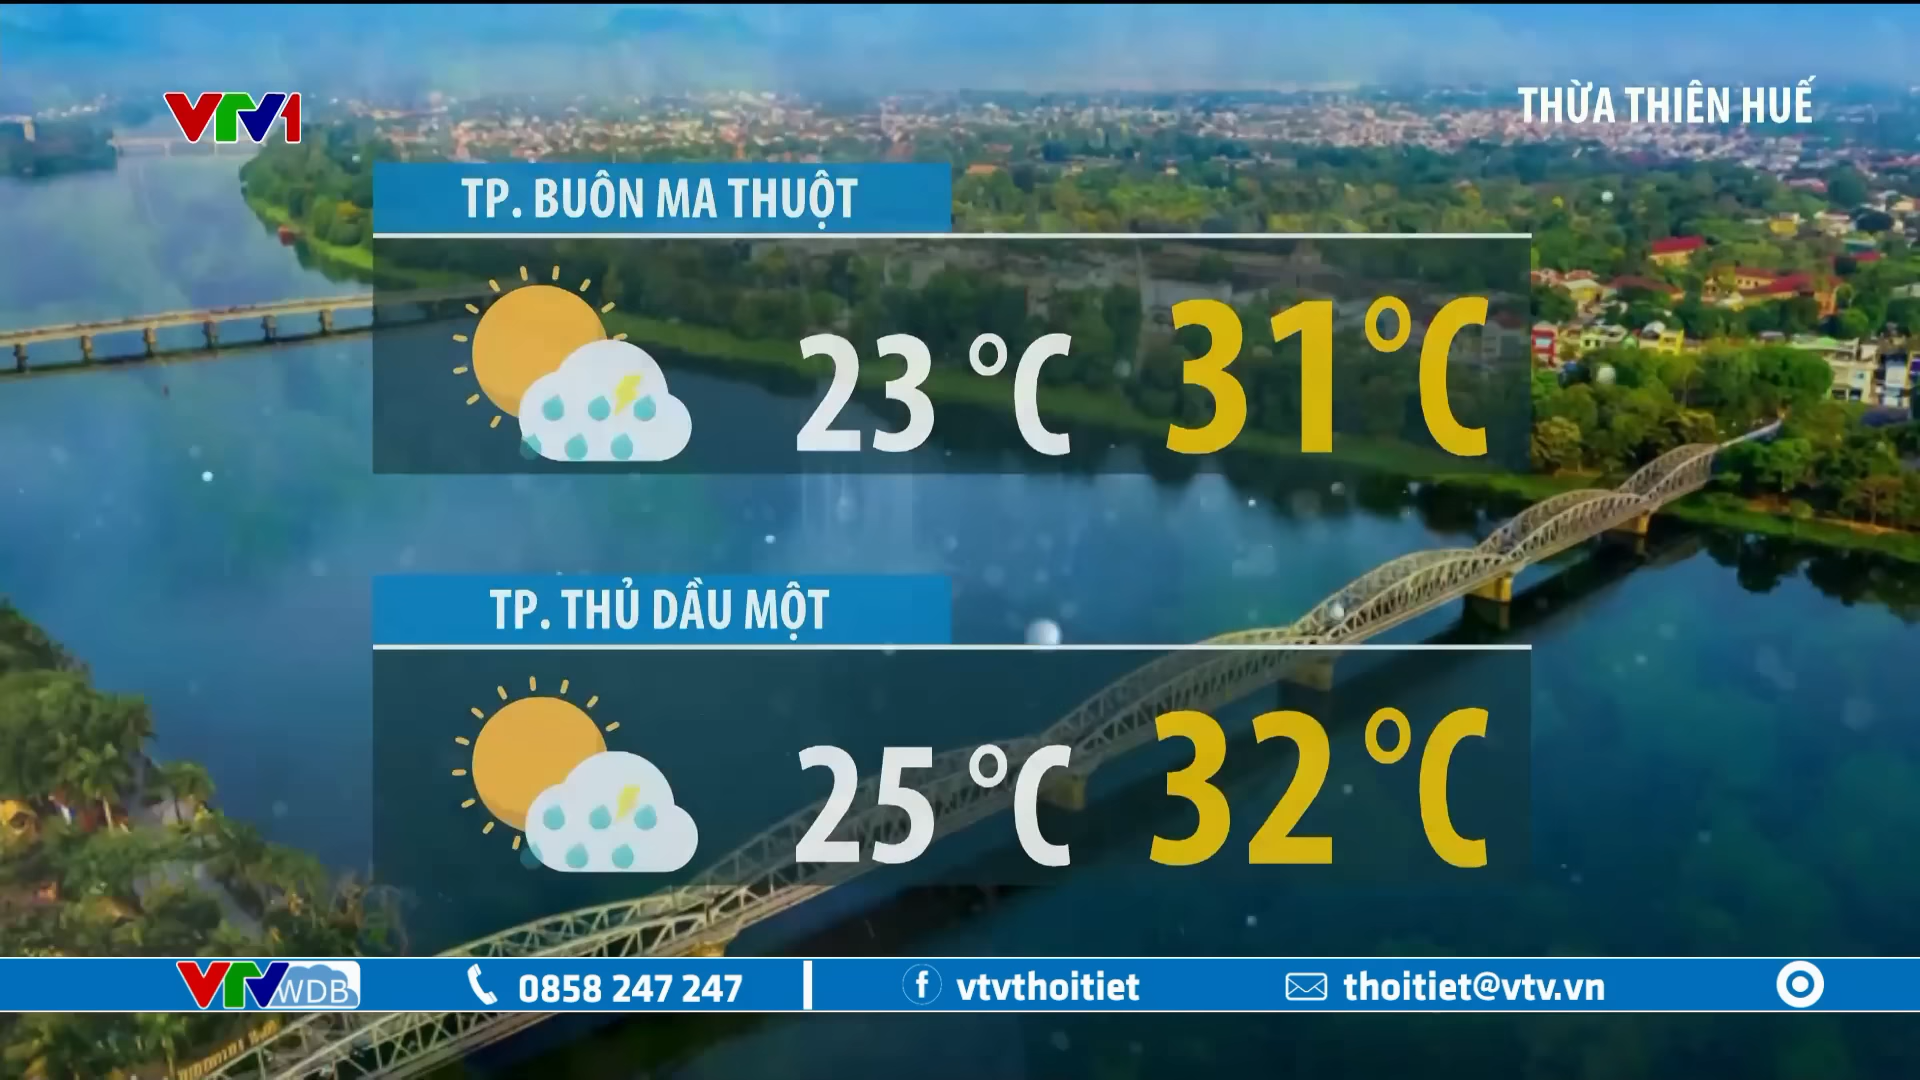 VTV1
THỪA THIÊN HUẾ
TP. BUÔN MA THUỘT
23 °C 31°C
TP. THỦ DẦU MỘT
25 °C 32 °C
VTV WDB 0858 247 247 vtvthoitiet thoitiet@vtv.vn